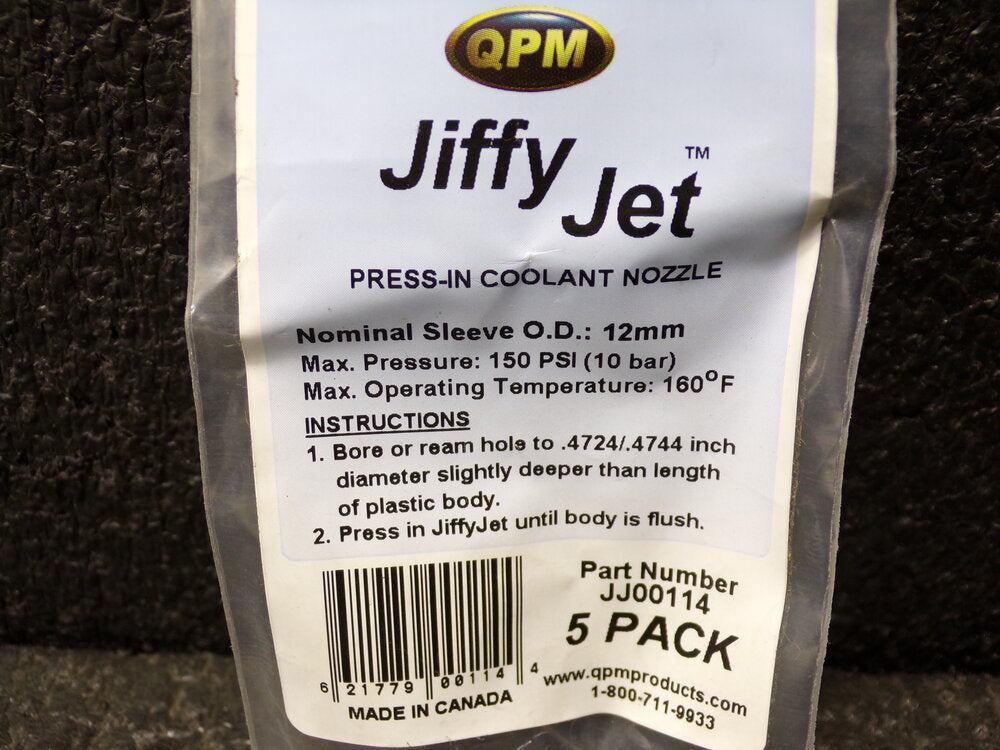 QPM
Jiffy Jet™
PRESS-IN COOLANT NOZZLE
Nominal Sleeve O.D.: 12mm
Max. Pressure: 150 PSI (10 bar)
Max. Operating Temperature: 160°F
INSTRUCTIONS
1. Bore or ream hole to .4724/.4744 inch
diameter slightly deeper than length
of plastic body.
2. Press in JiffyJet until body is flush.
6 21779 00114 4
MADE IN CANADA
Part Number
JJ00114
5 PACK
www.qpmproducts.com
1-800-711-9933